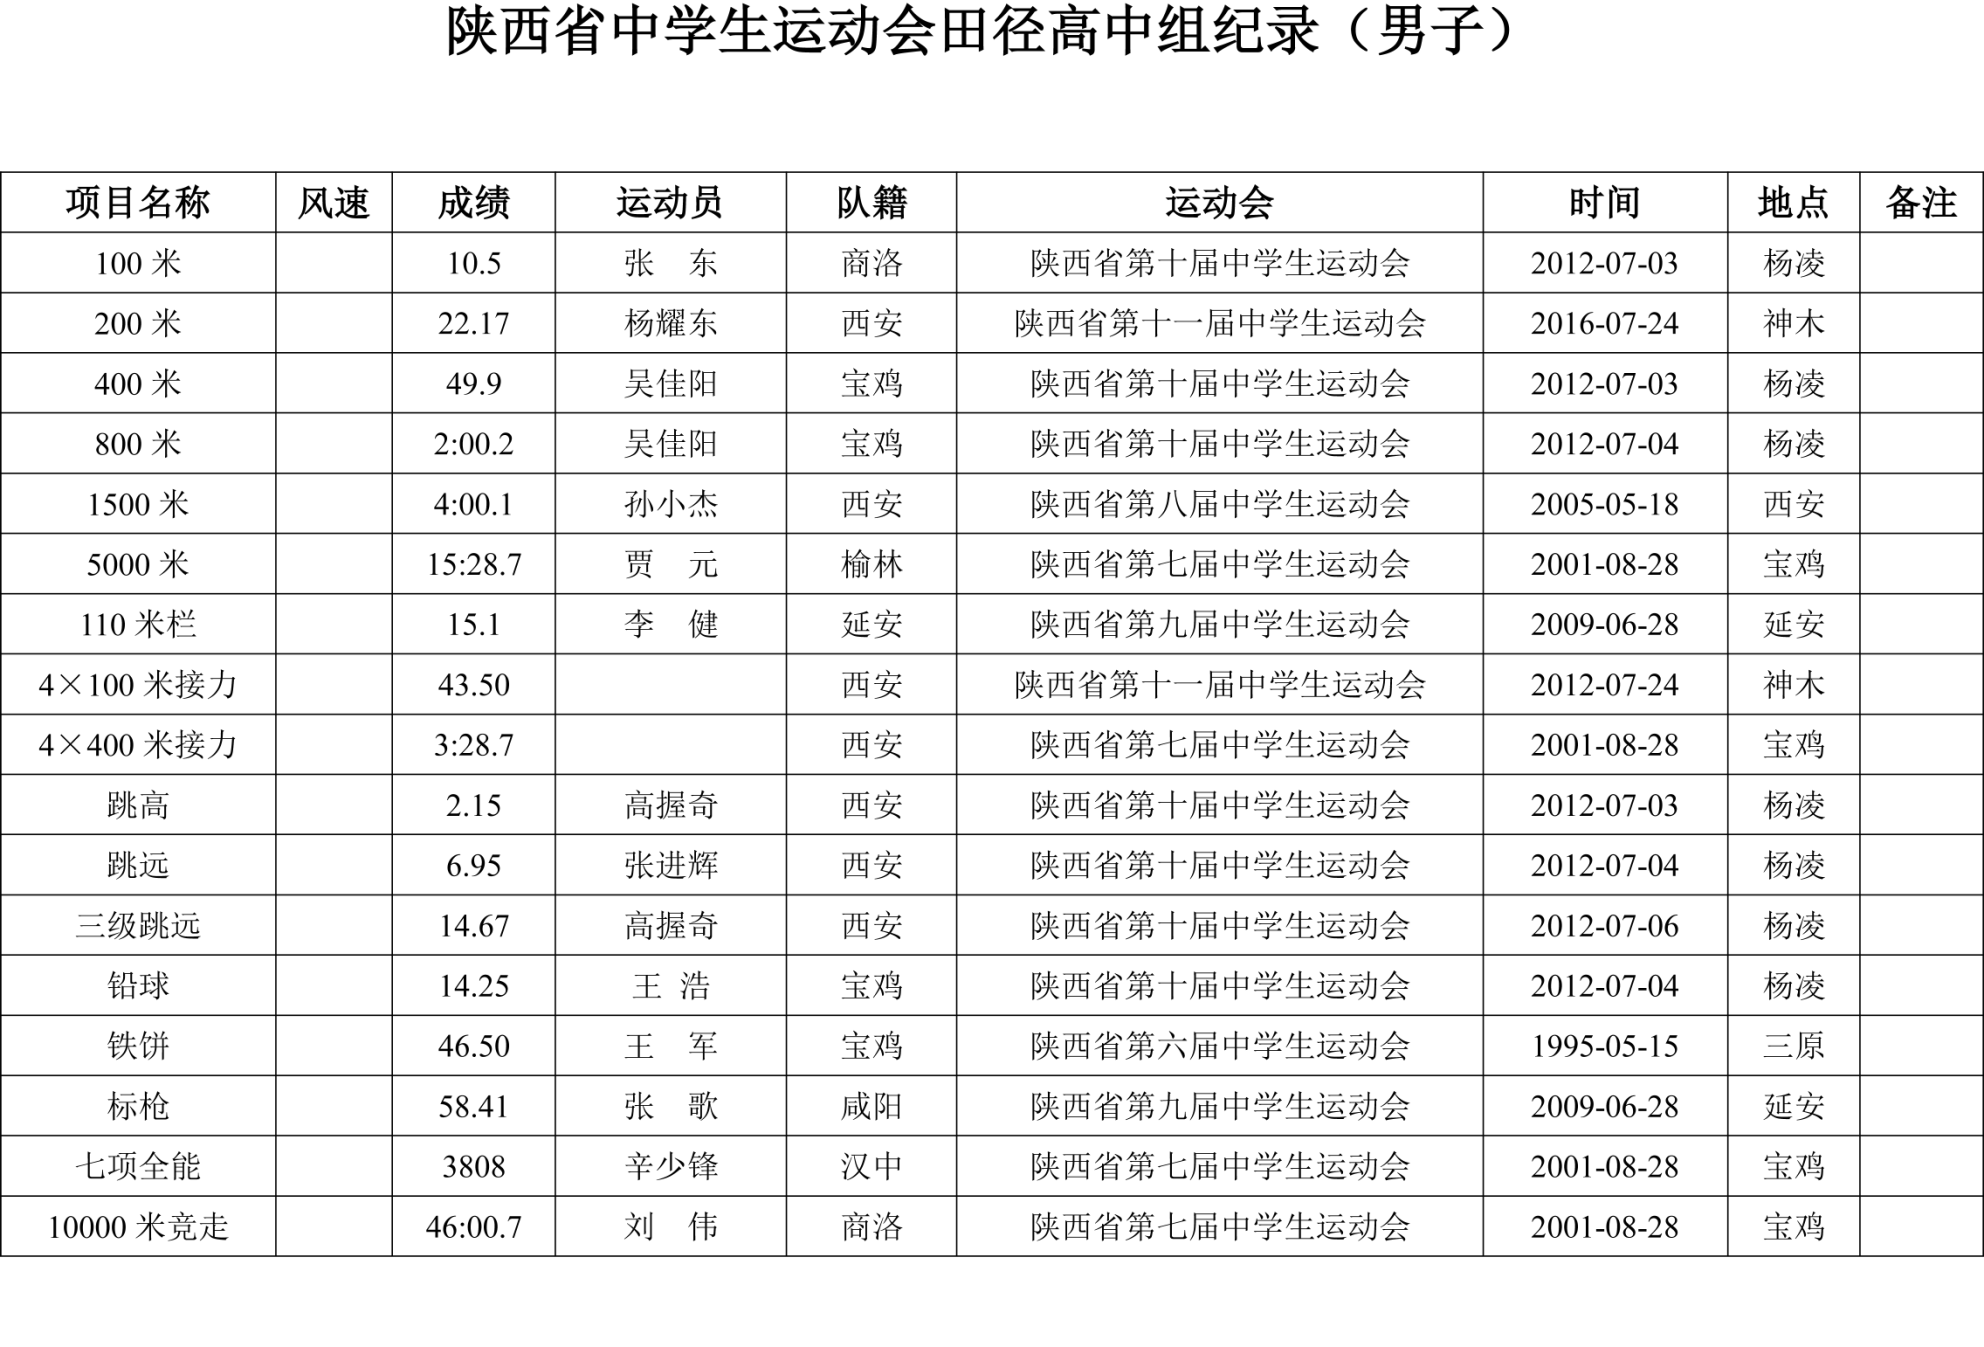 陕西省中学生运动会田径高中组纪录（男子）
项目名称 风速 成绩 运动员 队籍 运动会 时间 地点 备注
100 米 10.5 张 东 商洛 陕西省第十届中学生运动会 2012-07-03 杨凌
200 米 22.17 杨耀东 西安 陕西省第十一届中学生运动会 2016-07-24 神木
400 米 49.9 吴佳阳 宝鸡 陕西省第十届中学生运动会 2012-07-03 杨凌
800 米 2:00.2 吴佳阳 宝鸡 陕西省第十届中学生运动会 2012-07-04 杨凌
1500 米 4:00.1 孙小杰 西安 陕西省第八届中学生运动会 2005-05-18 西安
5000 米 15:28.7 贾 元 榆林 陕西省第七届中学生运动会 2001-08-28 宝鸡
110 米栏 15.1 李 健 延安 陕西省第九届中学生运动会 2009-06-28 延安
4×100 米接力 43.50 西安 陕西省第十一届中学生运动会 2012-07-24 神木
4×400 米接力 3:28.7 西安 陕西省第七届中学生运动会 2001-08-28 宝鸡
跳高 2.15 高握奇 西安 陕西省第十届中学生运动会 2012-07-03 杨凌
跳远 6.95 张进辉 西安 陕西省第十届中学生运动会 2012-07-04 杨凌
三级跳远 14.67 高握奇 西安 陕西省第十届中学生运动会 2012-07-06 杨凌
铅球 14.25 王 浩 宝鸡 陕西省第十届中学生运动会 2012-07-04 杨凌
铁饼 46.50 王 军 宝鸡 陕西省第六届中学生运动会 1995-05-15 三原
标枪 58.41 张 歌 咸阳 陕西省第九届中学生运动会 2009-06-28 延安
七项全能 3808 辛少锋 汉中 陕西省第七届中学生运动会 2001-08-28 宝鸡
10000 米竞走 46:00.7 刘 伟 商洛 陕西省第七届中学生运动会 2001-08-28 宝鸡